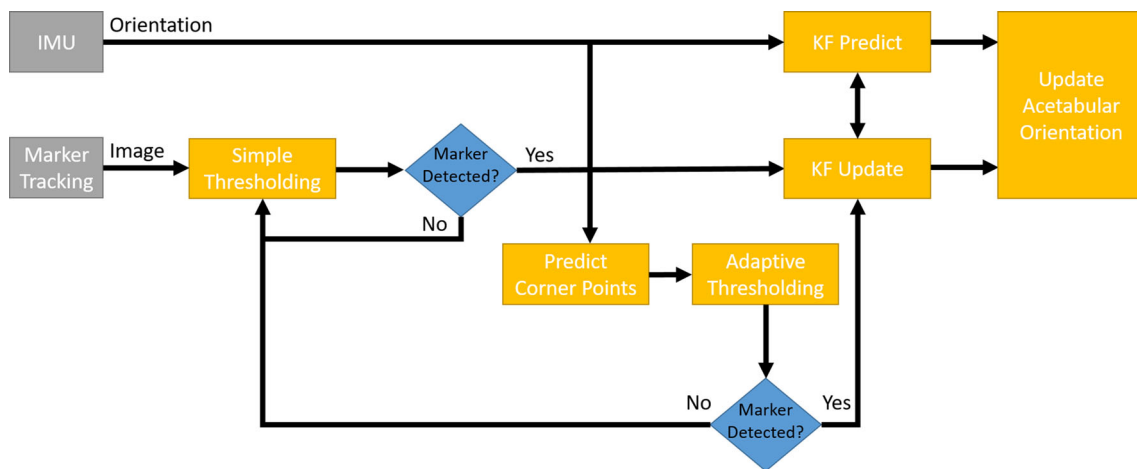 Orientation
IMU
KF Predict
Update
Acetabular
Orientation
Marker
Tracking
Image
Simple
Thresholding
Marker
Detected?
Yes
KF Update
No
Predict
Corner Points
Adaptive
Thresholding
No
Marker
Detected?
Yes